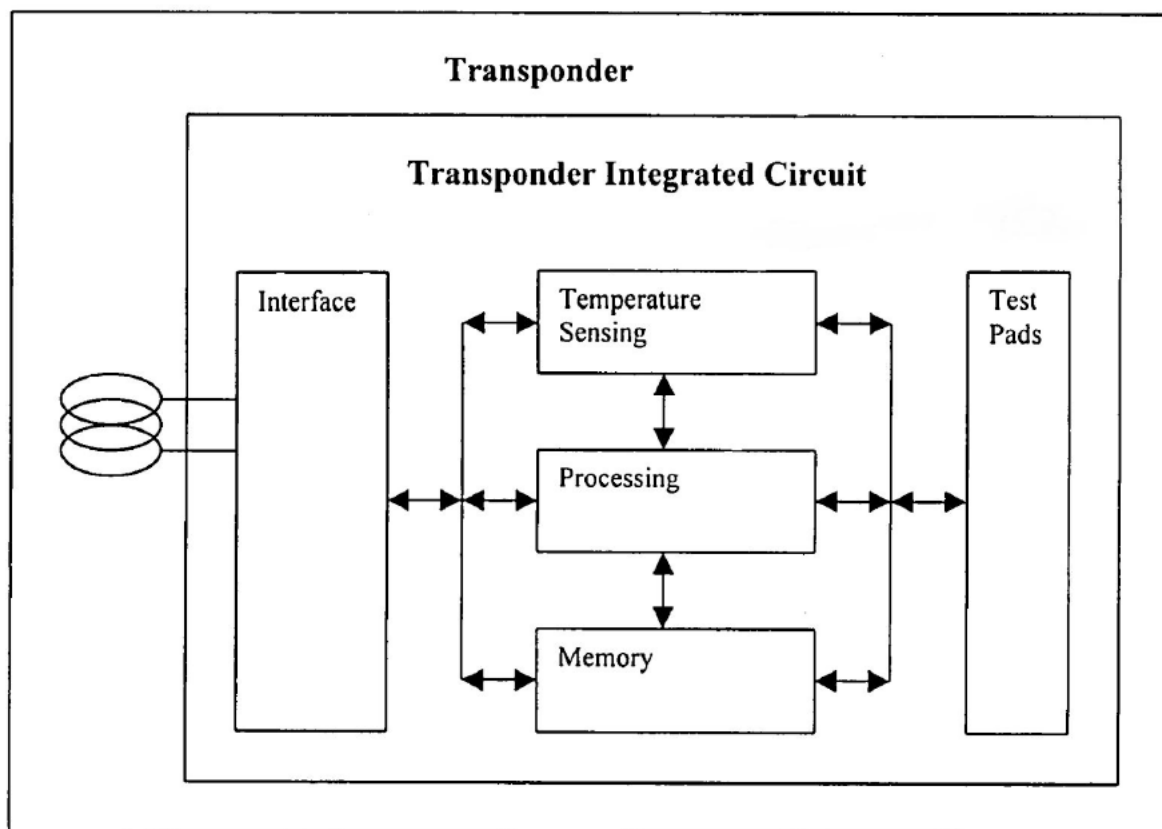 Transponder
Transponder Integrated Circuit
Interface
Temperature
Sensing
Test
Pads
Processing
Memory